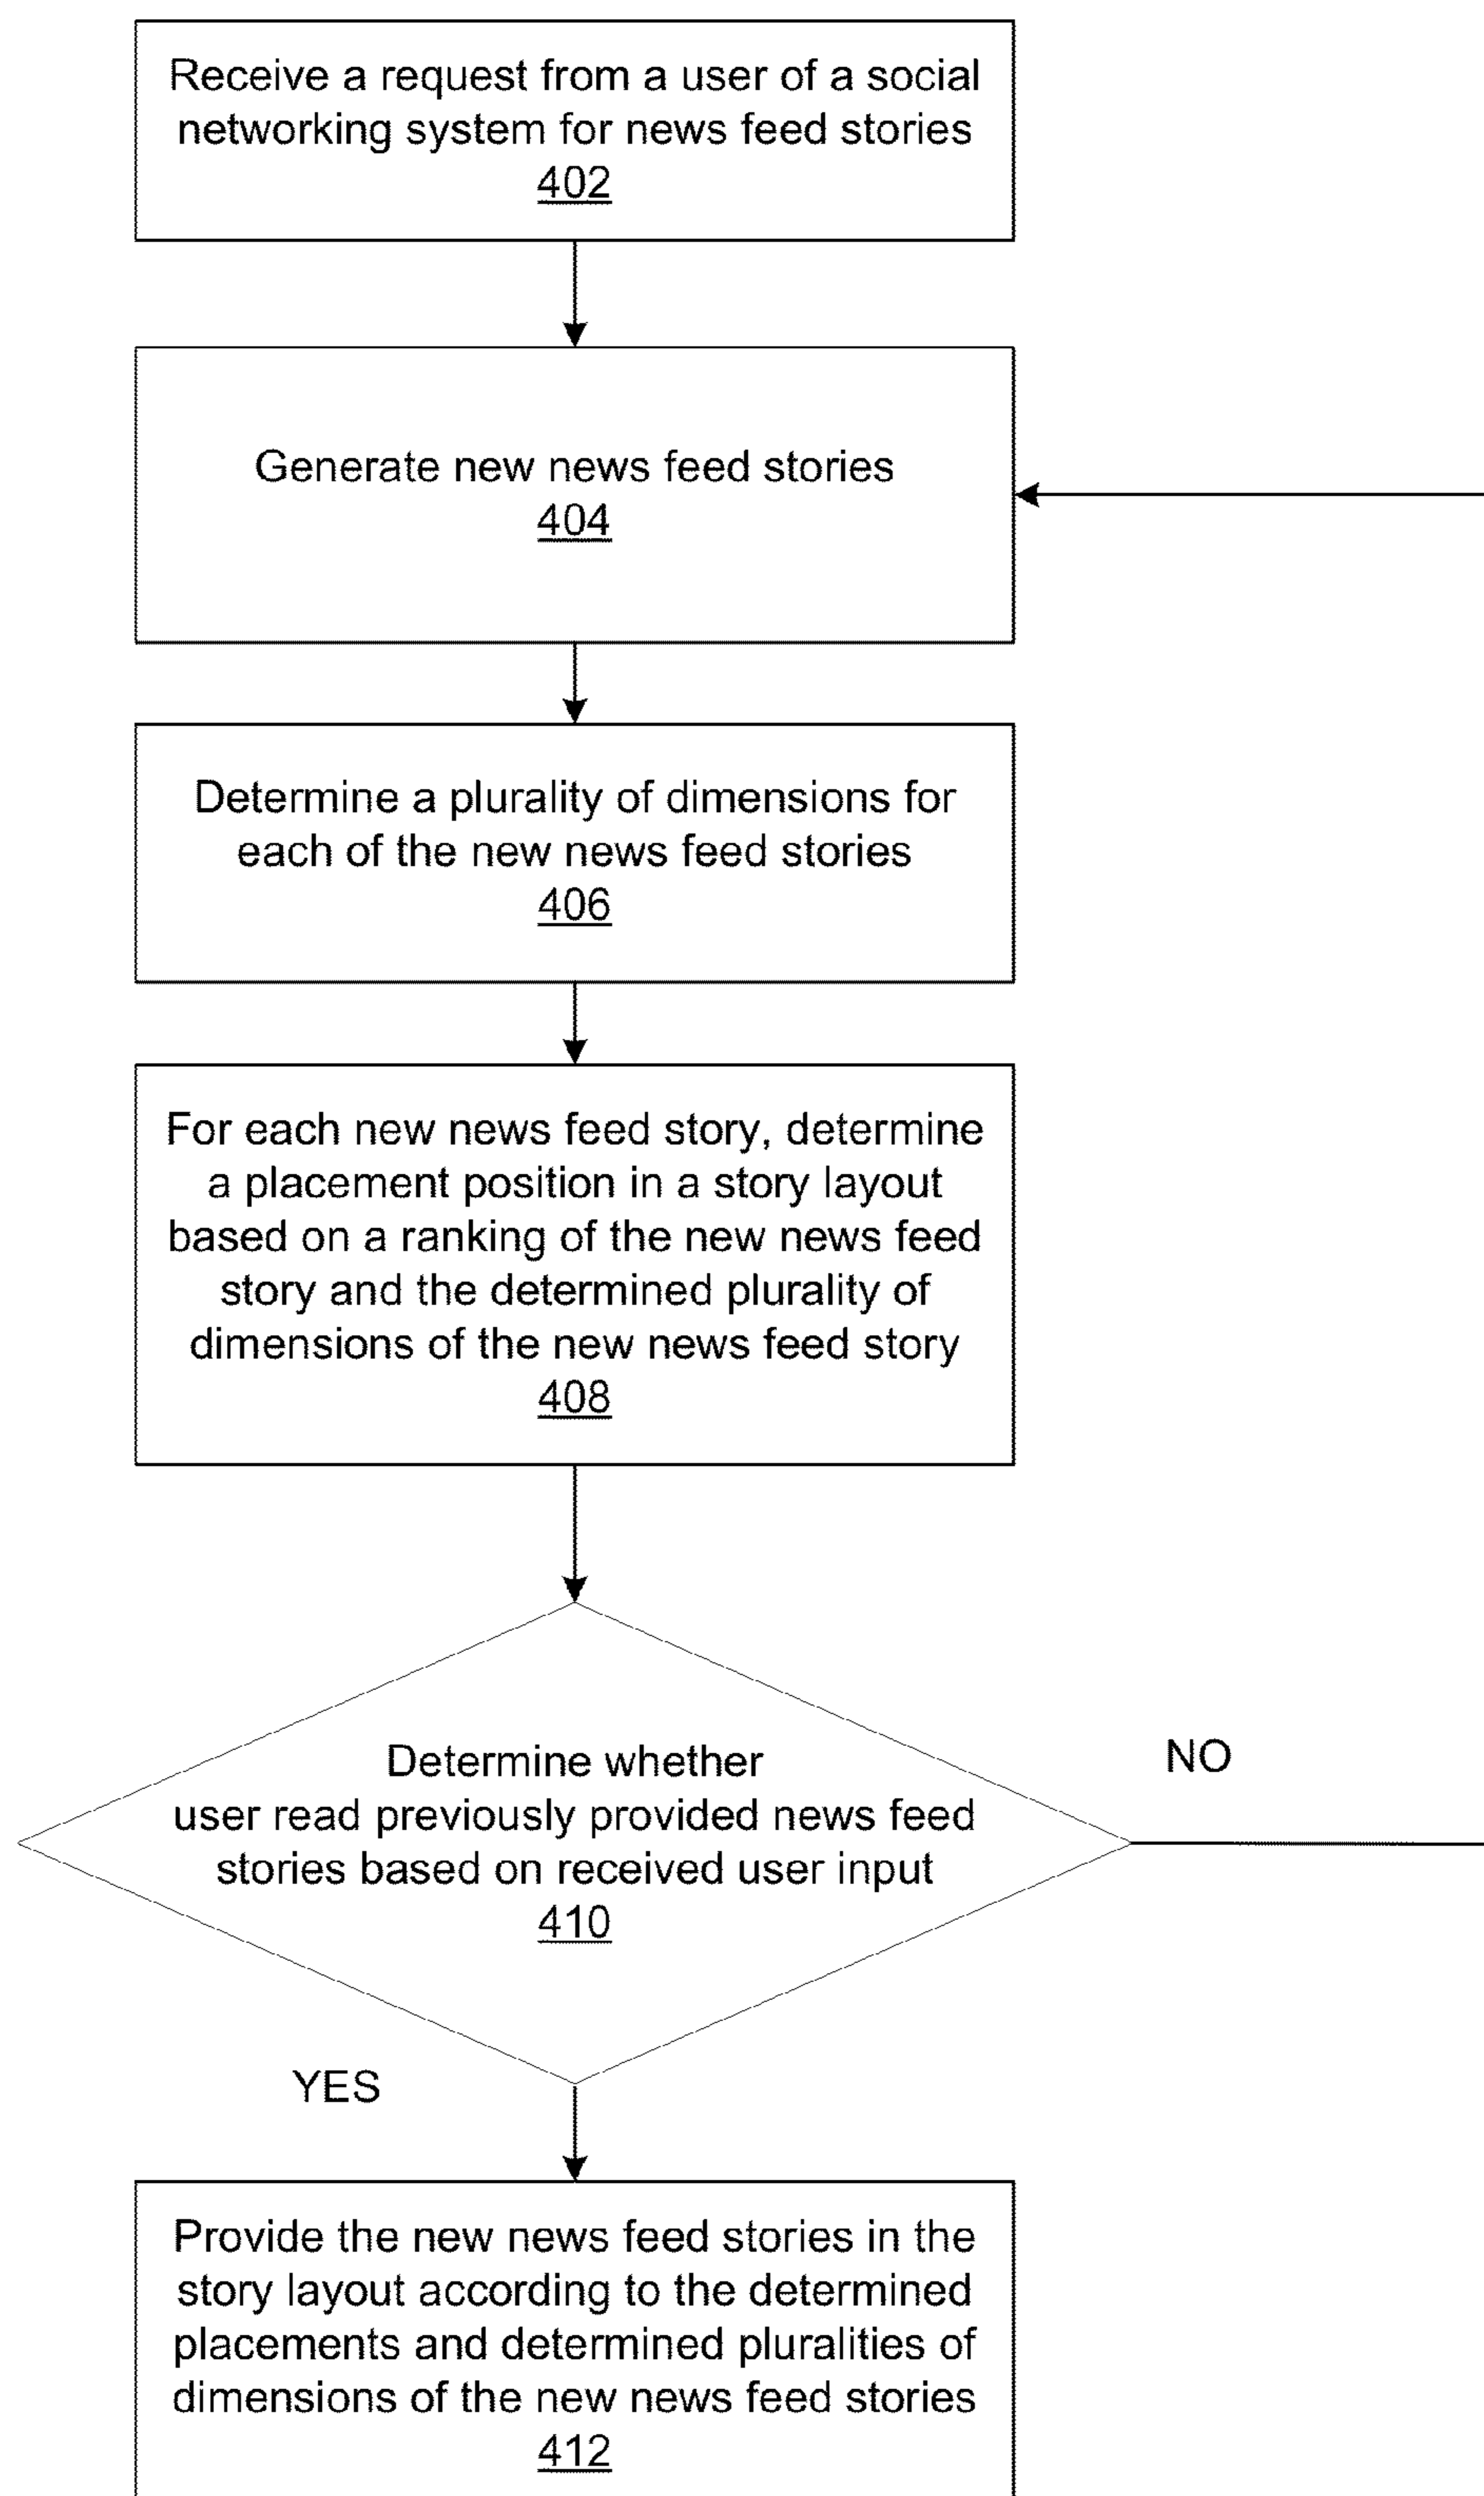 Receive a request from a user of a social
networking system for news feed stories
402
Generate new news feed stories
404
Determine a plurality of dimensions for
each of the new news feed stories
406
For each new news feed story, determine
a placement position in a story layout
based on a ranking of the new news feed
story and the determined plurality of
dimensions of the new news feed story
408
Determine whether
user read previously provided news feed
stories based on received user input
410
NO
YES
Provide the new news feed stories in the
story layout according to the determined
placements and determined pluralities of
dimensions of the new news feed stories
412